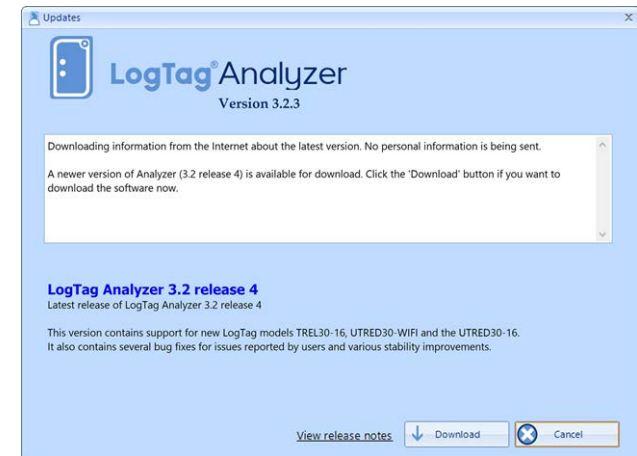 Updates
LogTag® Analyzer
Version 3.2.3
Downloading information from the Internet about the latest version. No personal information is being sent.
A newer version of Analyzer (3.2 release 4) is available for download. Click the 'Download' button if you want to
download the software now.
LogTag Analyzer 3.2 release 4
Latest release of LogTag Analyzer 3.2 release 4
This version contains support for new LogTag models TREL30-16, UTRED30-WIFI and the UTRED30-16.
It also contains several bug fixes for issues reported by users and various stability improvements.
View release notes Download Cancel